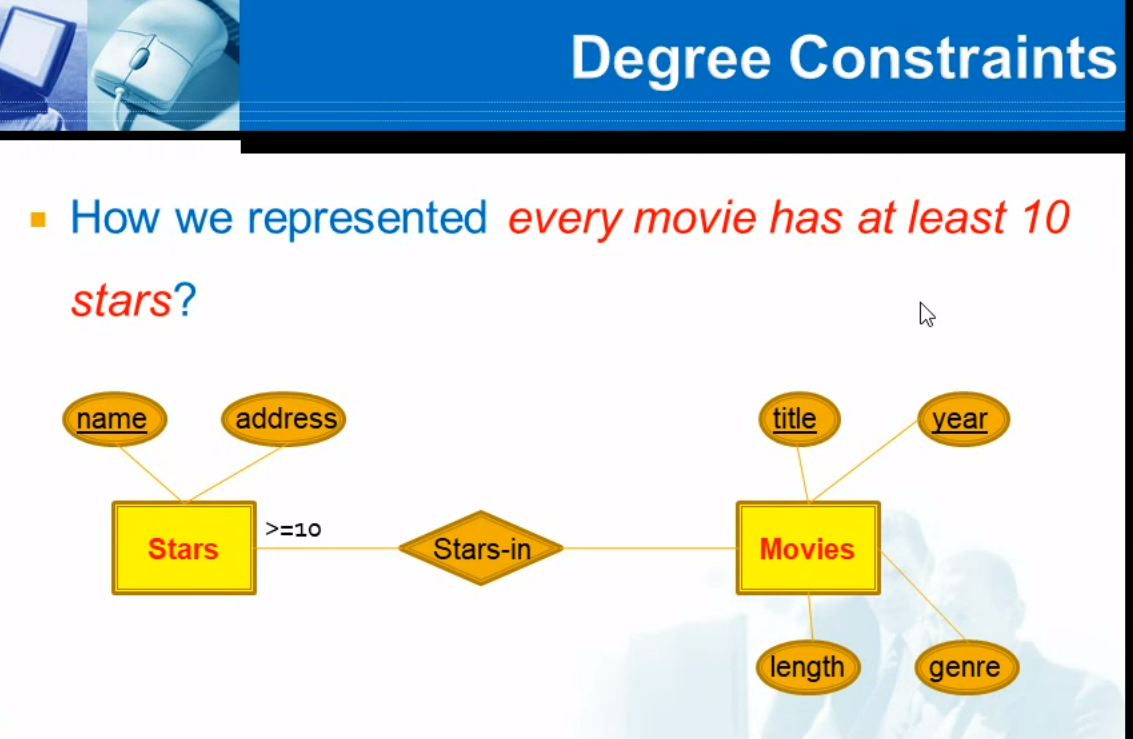 Degree Constraints
How we represented every movie has at least 10
stars?
name
address
title
year
Stars
>=10
Stars-in
Movies
length
genre